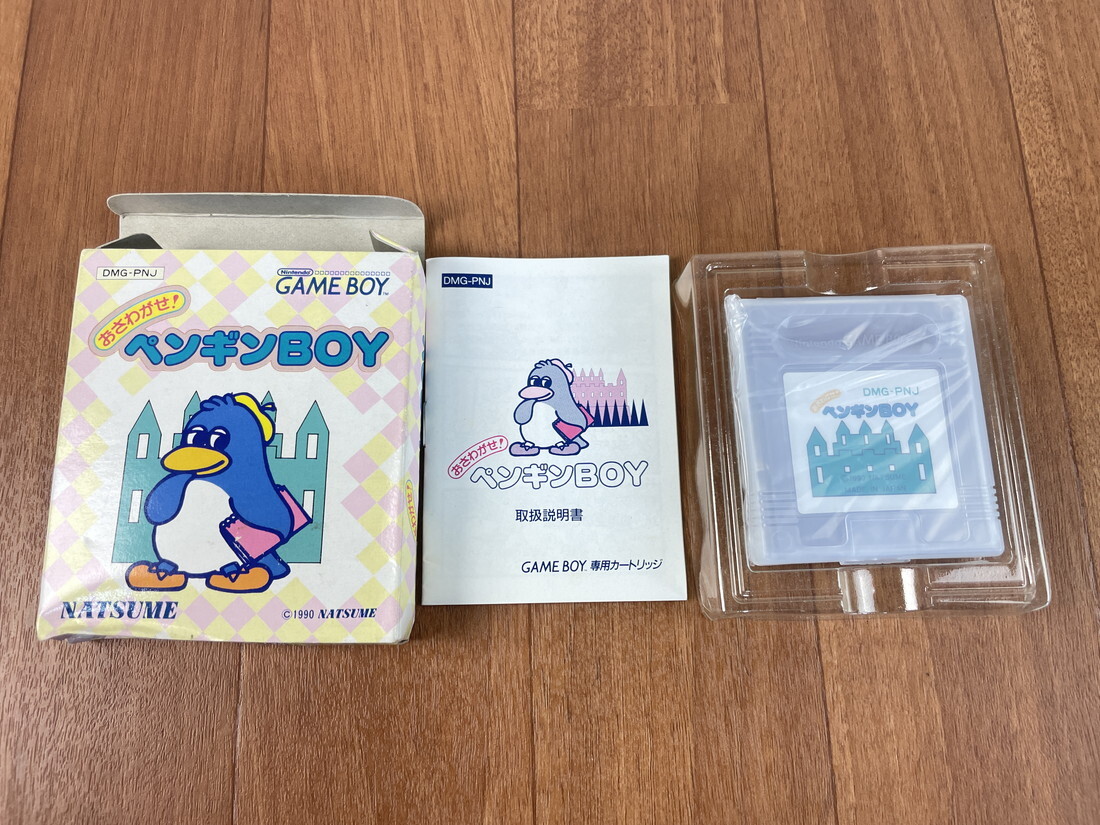 DMG-PNJ
Nintendo
GAME BOY™
おさわがせ!
ペンギンBOY
NATSUME
©1990 NATSUME
DMG-PNJ
おさわがせ!
ペンギンBOY
取扱説明書
GAME BOY 専用カートリッジ
DMG-PNJ
ペンギンBOY